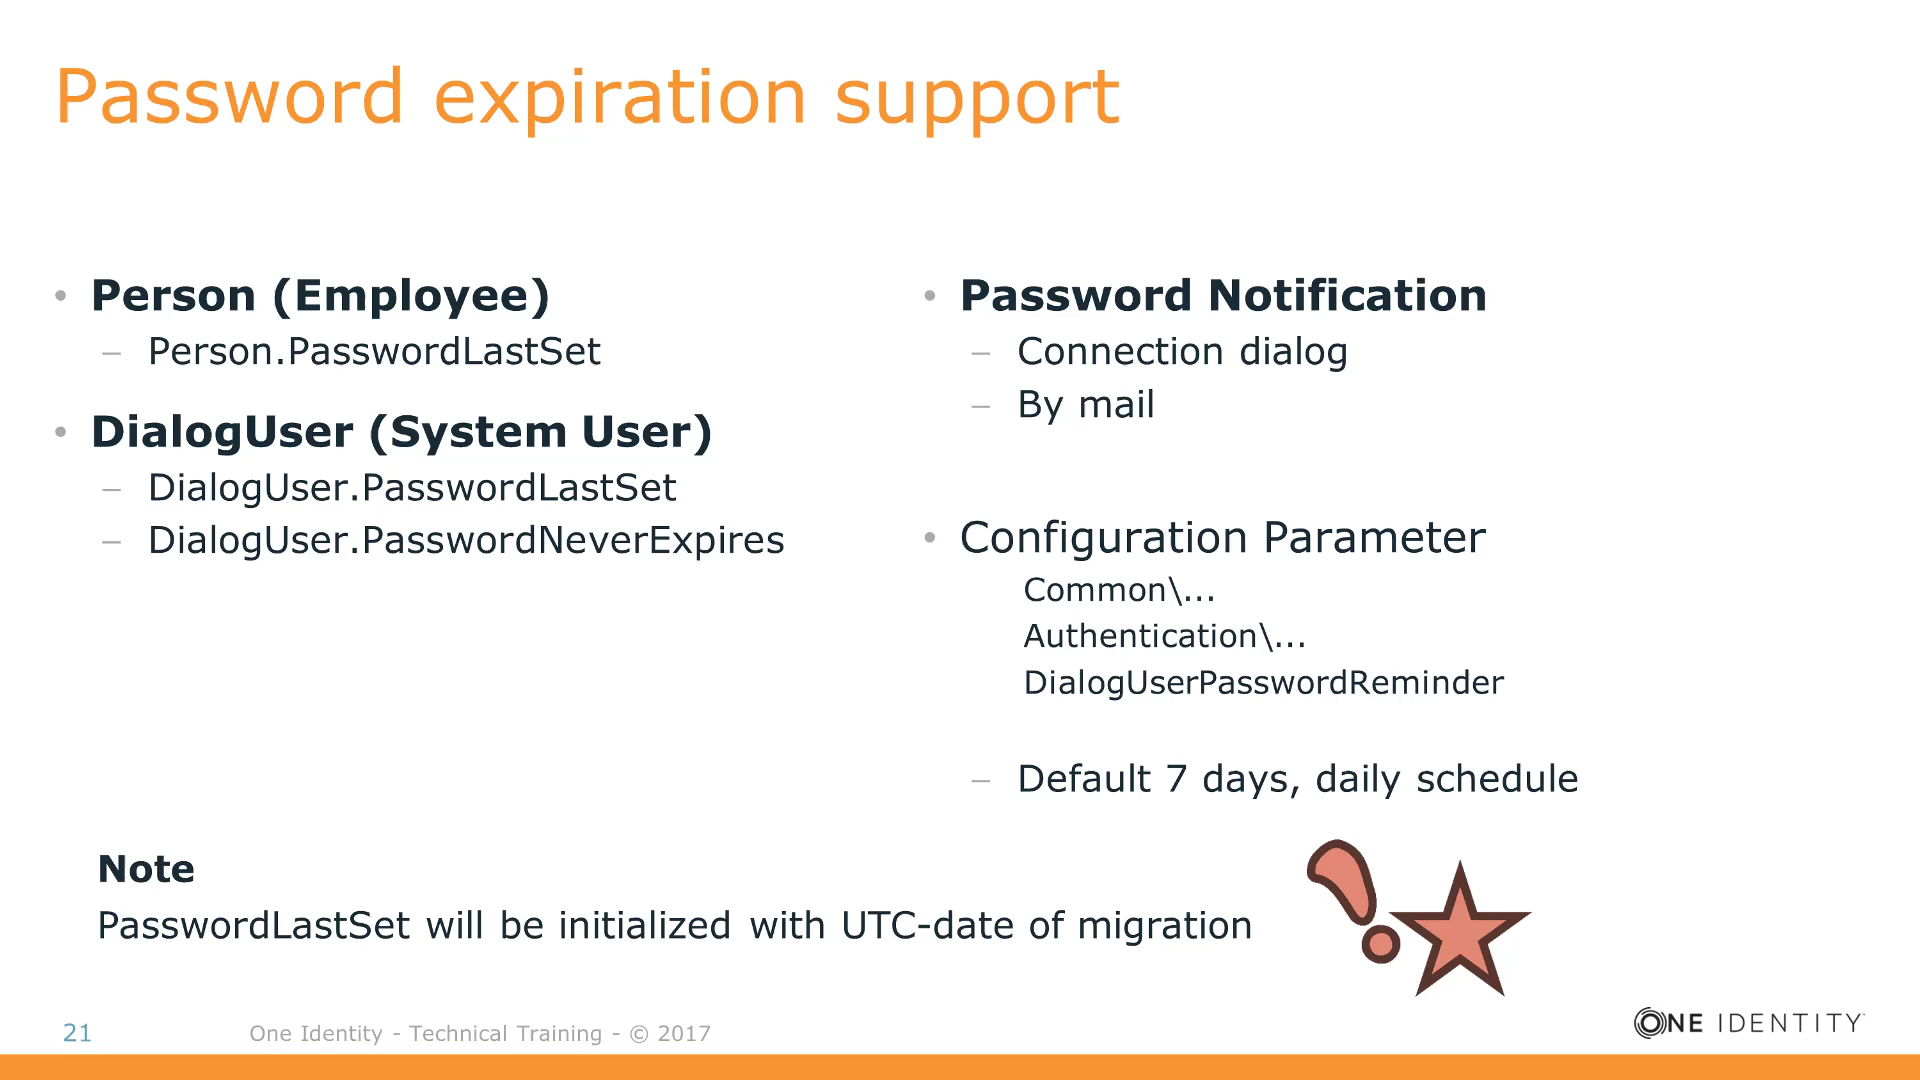 Password expiration support
• Person (Employee)
– Person.PasswordLastSet
• DialogUser (System User)
– DialogUser.PasswordLastSet
– DialogUser.PasswordNeverExpires
• Password Notification
– Connection dialog
– By mail
• Configuration Parameter
Common\...
Authentication\...
DialogUserPasswordReminder
– Default 7 days, daily schedule
Note
PasswordLastSet will be initialized with UTC-date of migration
21
One Identity - Technical Training - © 2017
ONE IDENTITY